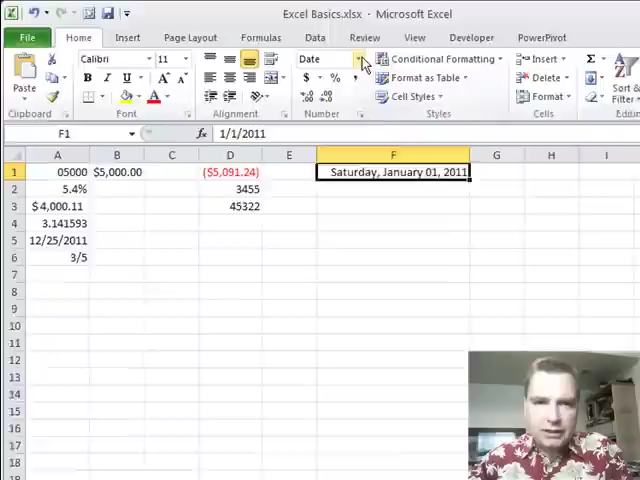 Excel Basics.xlsx - Microsoft Excel
File Home Insert Page Layout Formulas Data Review View Developer PowerPivot
Paste
Calibri 11
B I U
A
Date
$ % ,
Conditional Formatting
Format as Table
Cell Styles
Insert
Delete
Format
Σ
Sort &
Clipboard Font Alignment Number Styles Cells
F1 fx 1/1/2011
A B C D E F G H I
1 05000 $5,000.00 ($5,091.24) Saturday, January 01, 2011
2 5.4% 3455
3 $ 4,000.11 45322
4 3.141593
5 12/25/2011
6 3/5
7
8
9
10
11
12
13
14
15
16
17
18